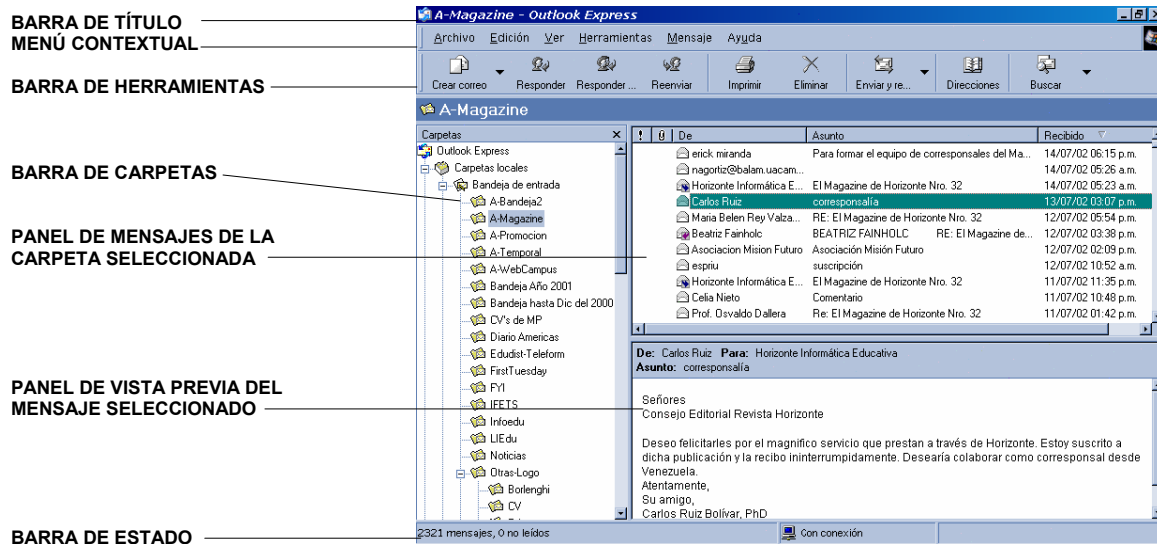 BARRA DE TÍTULO
MENÚ CONTEXTUAL
BARRA DE HERRAMIENTAS
BARRA DE CARPETAS
PANEL DE MENSAJES DE LA
CARPETA SELECCIONADA
PANEL DE VISTA PREVIA DEL
MENSAJE SELECCIONADO
BARRA DE ESTADO
A-Magazine - Outlook Express
Archivo Edición Ver Herramientas Mensaje Ayuda
Crear correo Responder Responder ... Reenviar Imprimir Eliminar Enviar y re... Direcciones Buscar
A-Magazine
Carpetas
Outlook Express
Carpetas locales
Bandeja de entrada
A-Bandeja2
A-Magazine
A-Promocion
A-Temporal
A-WebCampus
Bandeja Año 2001
Bandeja hasta Dic del 2000
CV's de MP
Diario Americas
Edudist-Teleform
FirstTuesday
FYI
IFETS
Infoedu
LIEdu
Noticias
Otras-Logo
Borlenghi
CV
! De Asunto Recibido
erick miranda Para formar el equipo de corresponsales del Ma... 14/07/02 06:15 p.m.
nagortiz@balam.uacam... 14/07/02 05:26 a.m.
Horizonte Informática E... El Magazine de Horizonte Nro. 32 14/07/02 05:23 a.m.
Carlos Ruiz corresponsalía 13/07/02 03:07 p.m.
Maria Belen Rey Valza... RE: El Magazine de Horizonte Nro. 32 12/07/02 05:54 p.m.
Beatriz Fainholc BEATRIZ FAINHOLC RE: El Magazine de... 12/07/02 03:38 p.m.
Asociacion Mision Futuro Asociación Misión Futuro 12/07/02 02:09 p.m.
espriu suscripción 12/07/02 10:52 a.m.
Horizonte Informática E... El Magazine de Horizonte Nro. 32 11/07/02 11:35 p.m.
Celia Nieto Comentario 11/07/02 10:48 p.m.
Prof. Osvaldo Dallera Re: El Magazine de Horizonte Nro. 32 11/07/02 01:42 p.m.
De: Carlos Ruiz Para: Horizonte Informática Educativa
Asunto: corresponsalía
Señores
Consejo Editorial Revista Horizonte
Deseo felicitarles por el magnifico servicio que prestan a través de Horizonte. Estoy suscrito a
dicha publicación y la recibo ininterrumpidamente. Desearía colaborar como corresponsal desde
Venezuela.
Atentamente,
Su amigo,
Carlos Ruiz Bolívar, PhD
2321 mensajes, 0 no leídos Con conexión